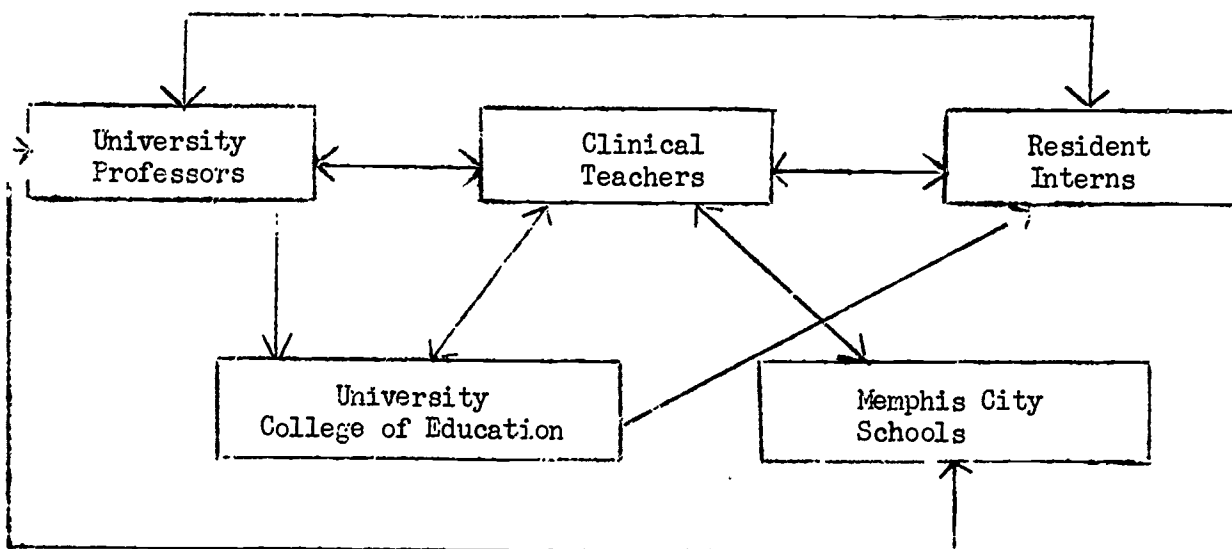 University
Professors
Clinical
Teachers
Resident
Interns
University
College of Education
Memphis City
Schools